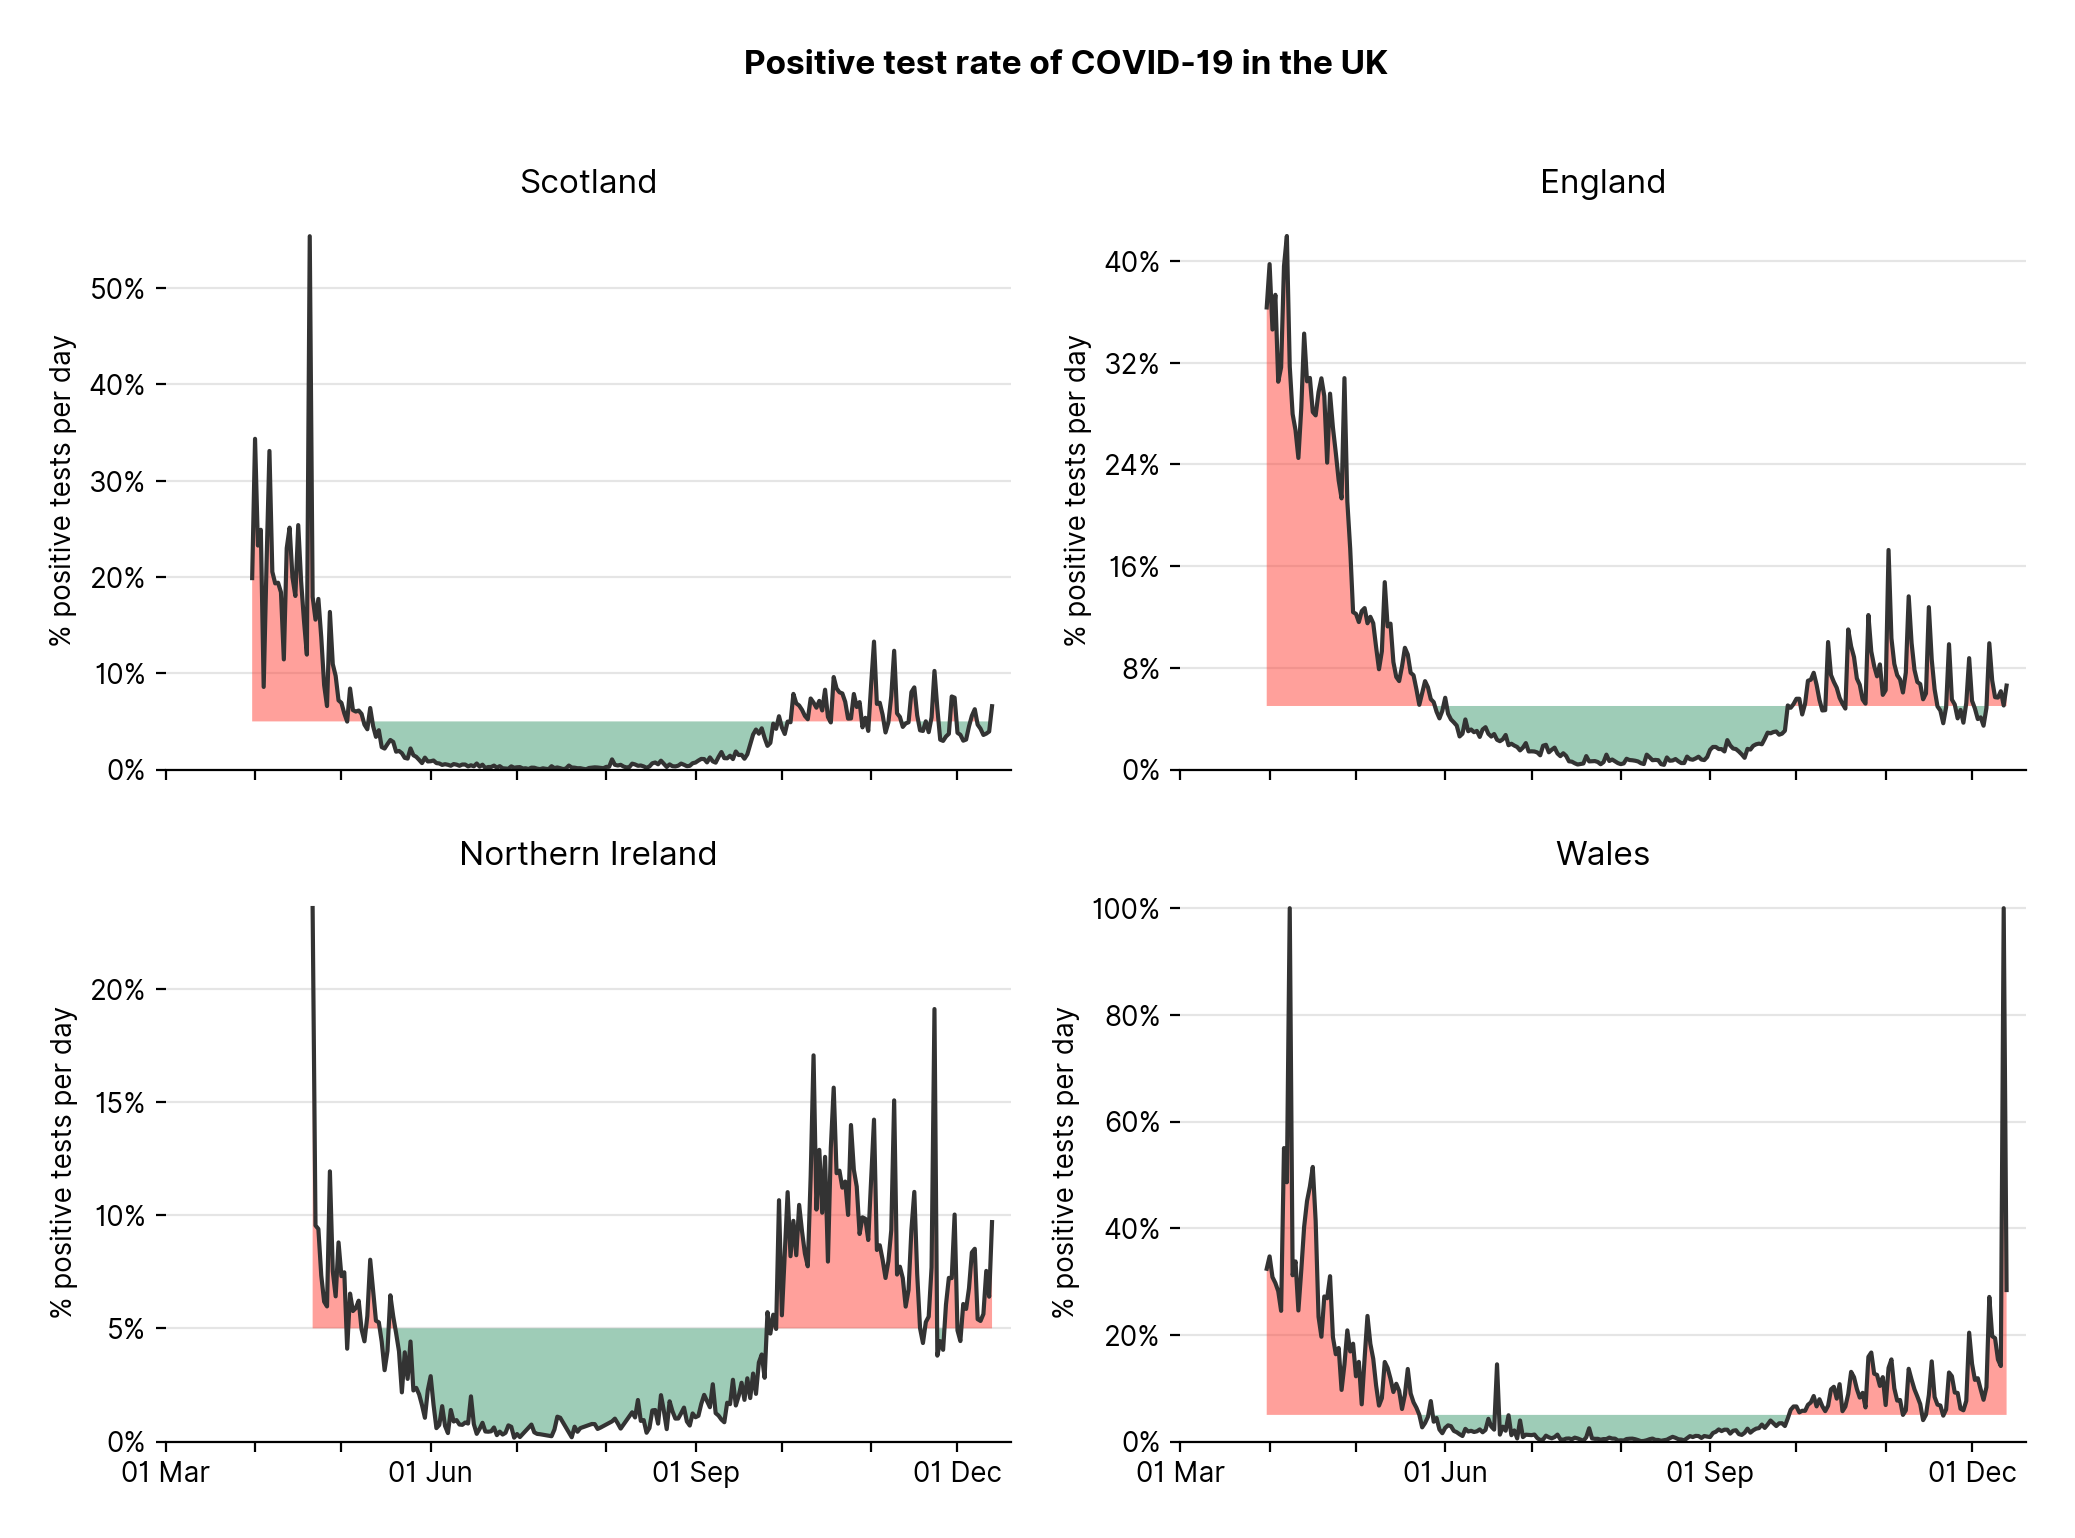 Positive test rate of COVID-19 in the UK
Scotland
% positive tests per day
50%
40%
30%
20%
10%
0%
England
% positive tests per day
40%
32%
24%
16%
8%
0%
Northern Ireland
% positive tests per day
20%
15%
10%
5%
0%
01 Mar
01 Jun
01 Sep
01 Dec
Wales
% positive tests per day
100%
80%
60%
40%
20%
0%
01 Mar
01 Jun
01 Sep
01 Dec